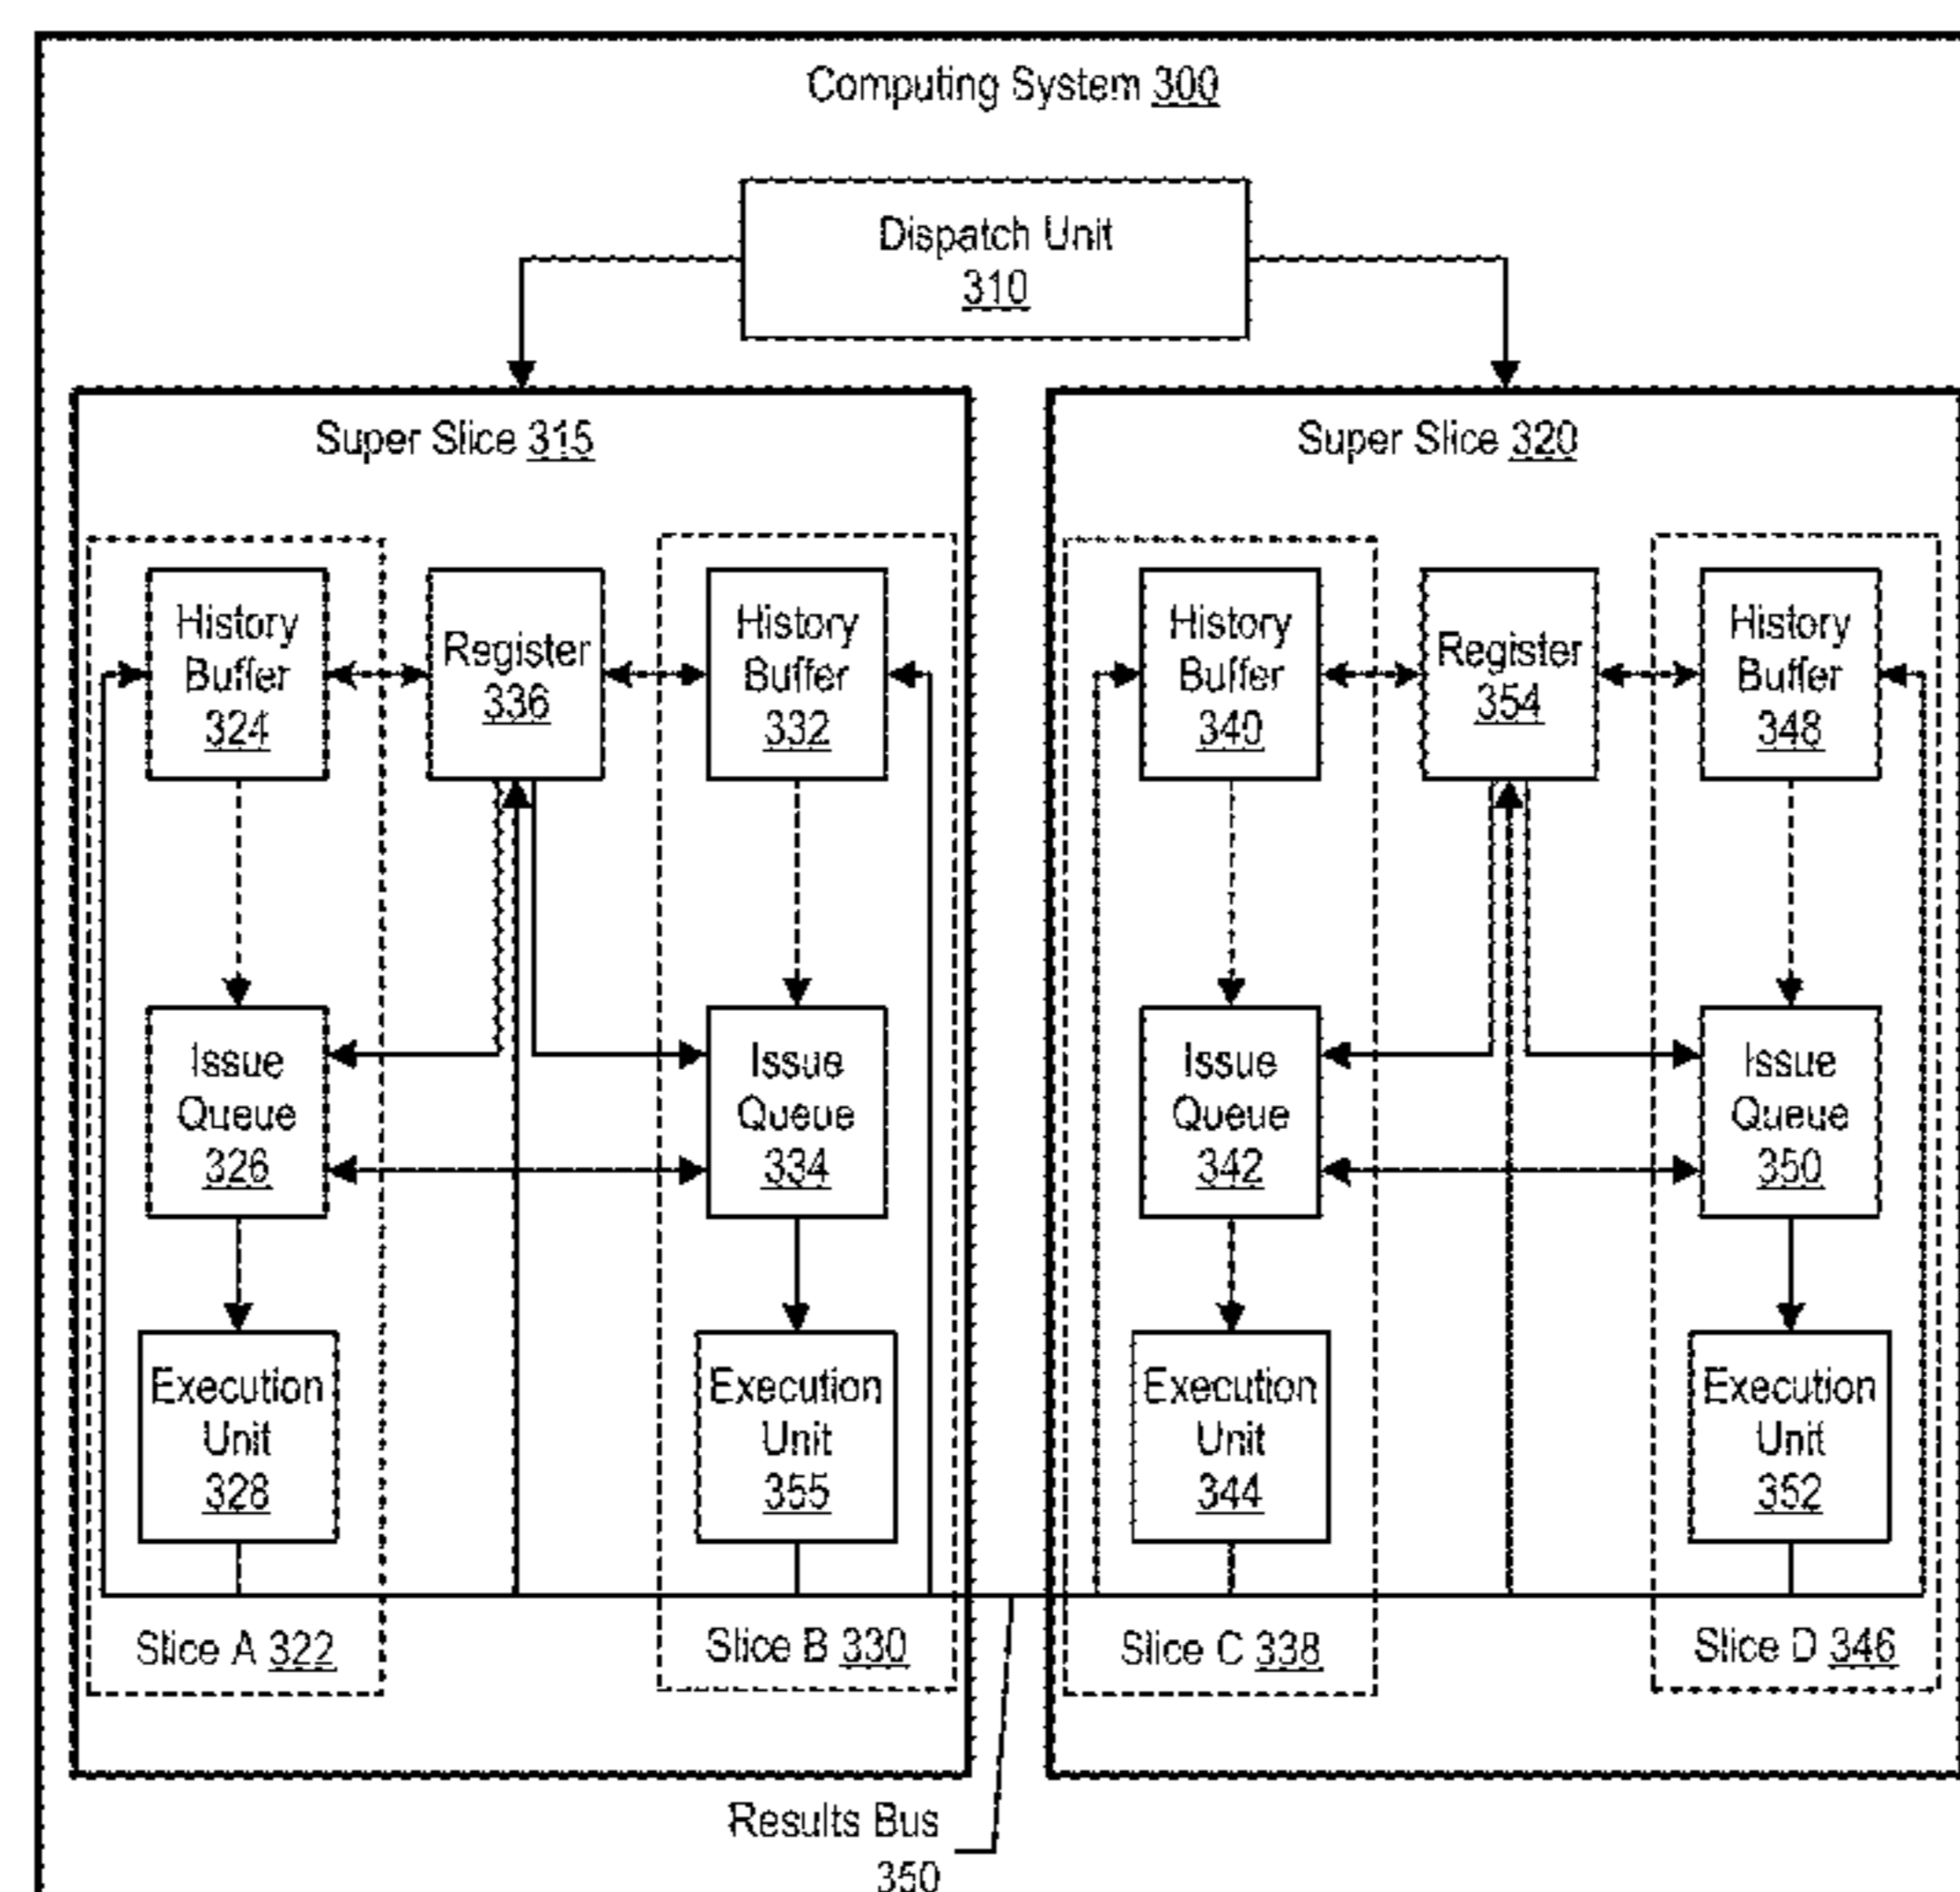 Computing System 300
Dispatch Unit
310
Super Slice 315
Super Slice 320
History
Buffer
324
Register
336
History
Buffer
332
History
Buffer
340
Register
354
History
Buffer
348
Issue
Queue
326
Issue
Queue
334
Issue
Queue
342
Issue
Queue
350
Execution
Unit
328
Execution
Unit
355
Execution
Unit
344
Execution
Unit
352
Slice A 322
Slice B 330
Slice C 338
Slice D 346
Results Bus
350